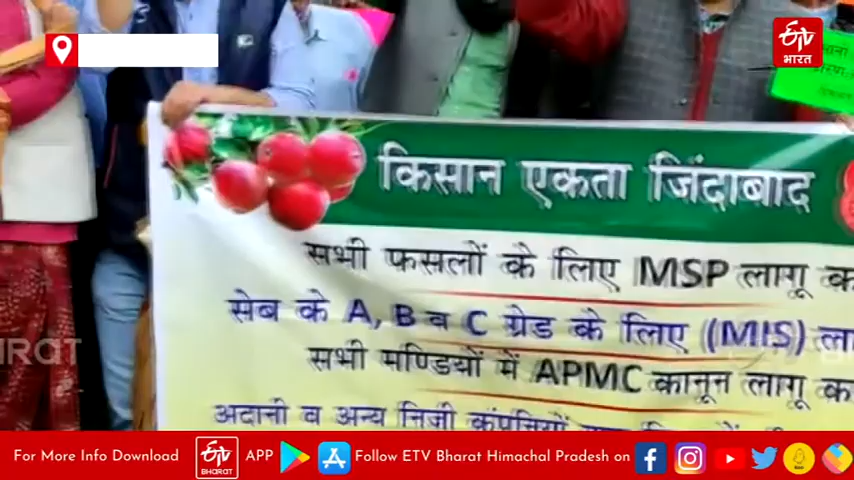 ETV
भारत
किसान एकता जिंदाबाद
सभी फसलों के लिए MSP लागू
सेब के A, B व C ग्रेड के लिए ((MIS)
सभी मण्डियों में APMC कानून लागू
अदानी व अन्य निजी कंपनियों
For More Info Download ETV BHARAT APP Follow ETV Bharat Himachal Pradesh on